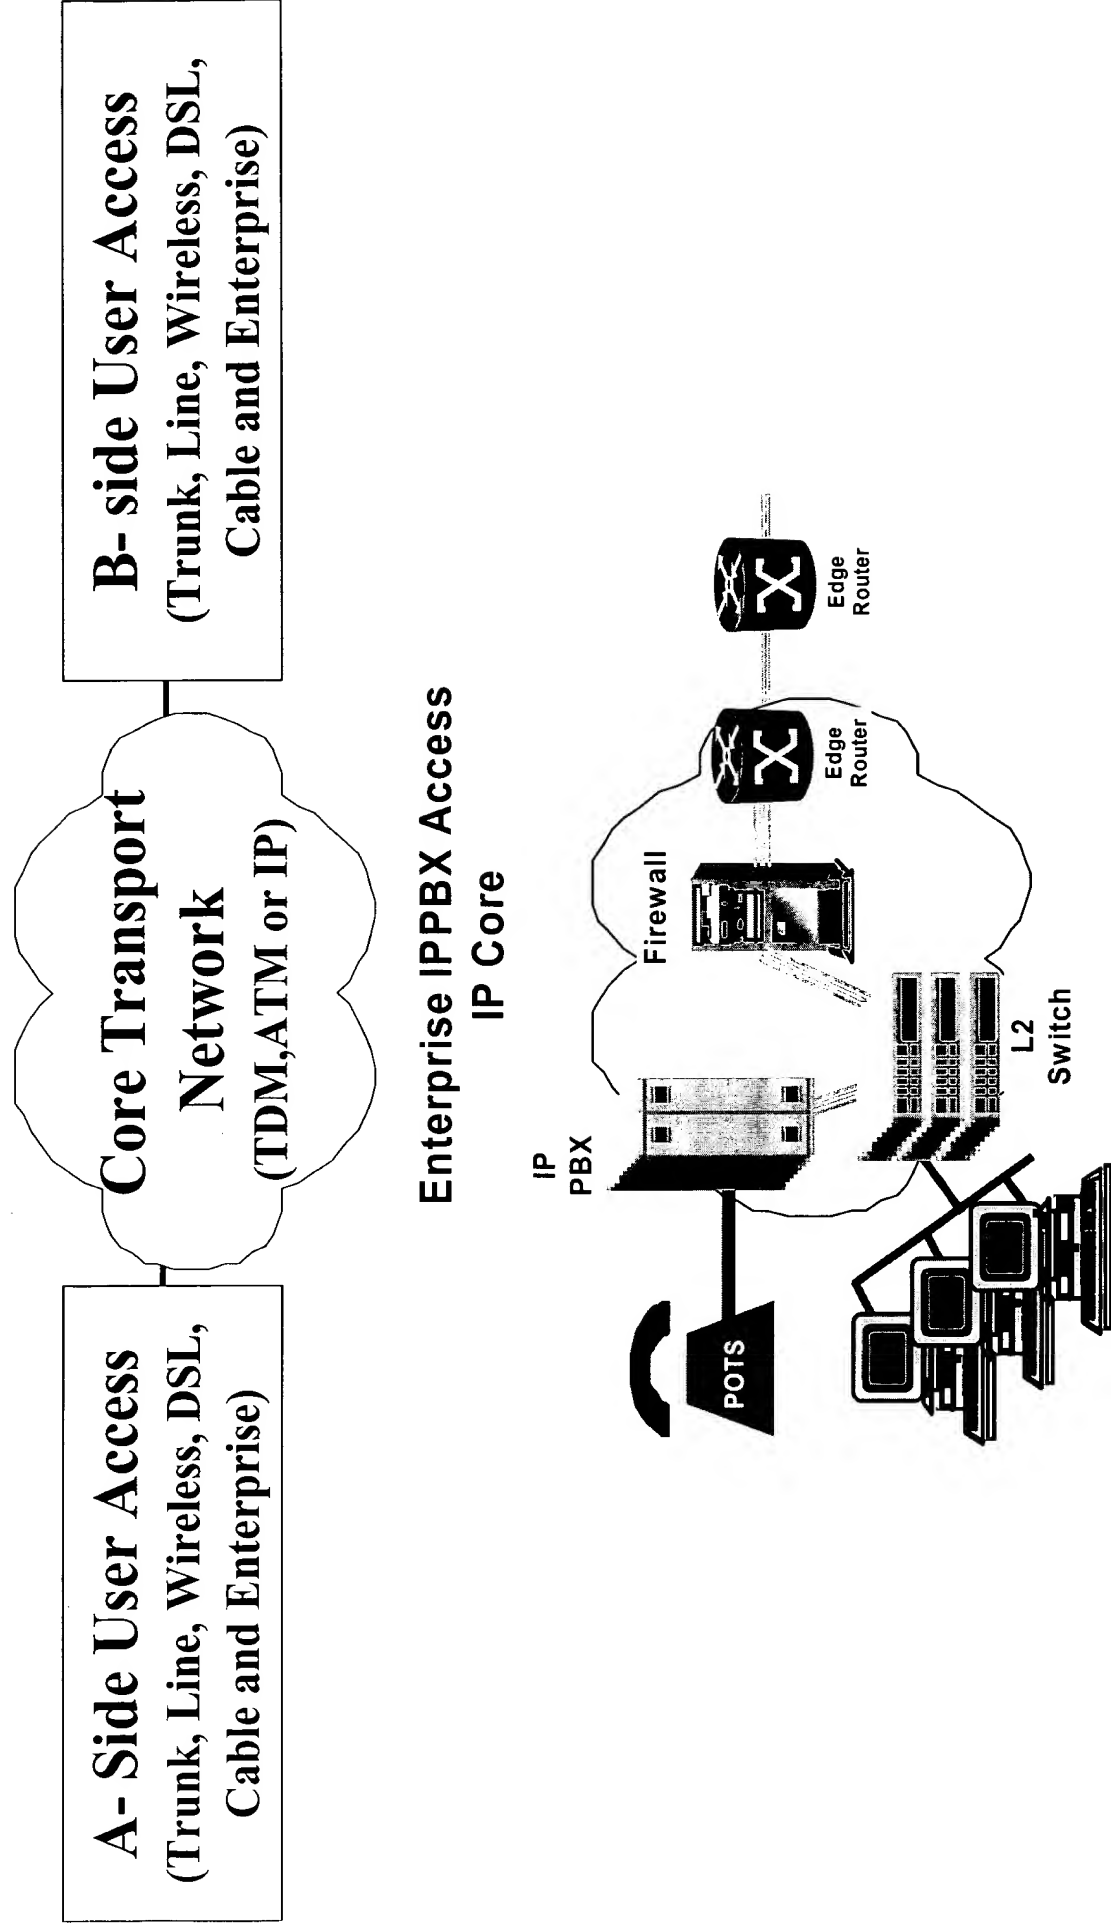 A- Side User Access
(Trunk, Line, Wireless, DSL,
Cable and Enterprise)
Core Transport
Network
(TDM,ATM or IP)
B- side User Access
(Trunk, Line, Wireless, DSL,
Cable and Enterprise)
Enterprise IPPBX Access
IP Core
POTS
IP
PBX
L2
Switch
Firewall
Edge
Router
Edge
Router